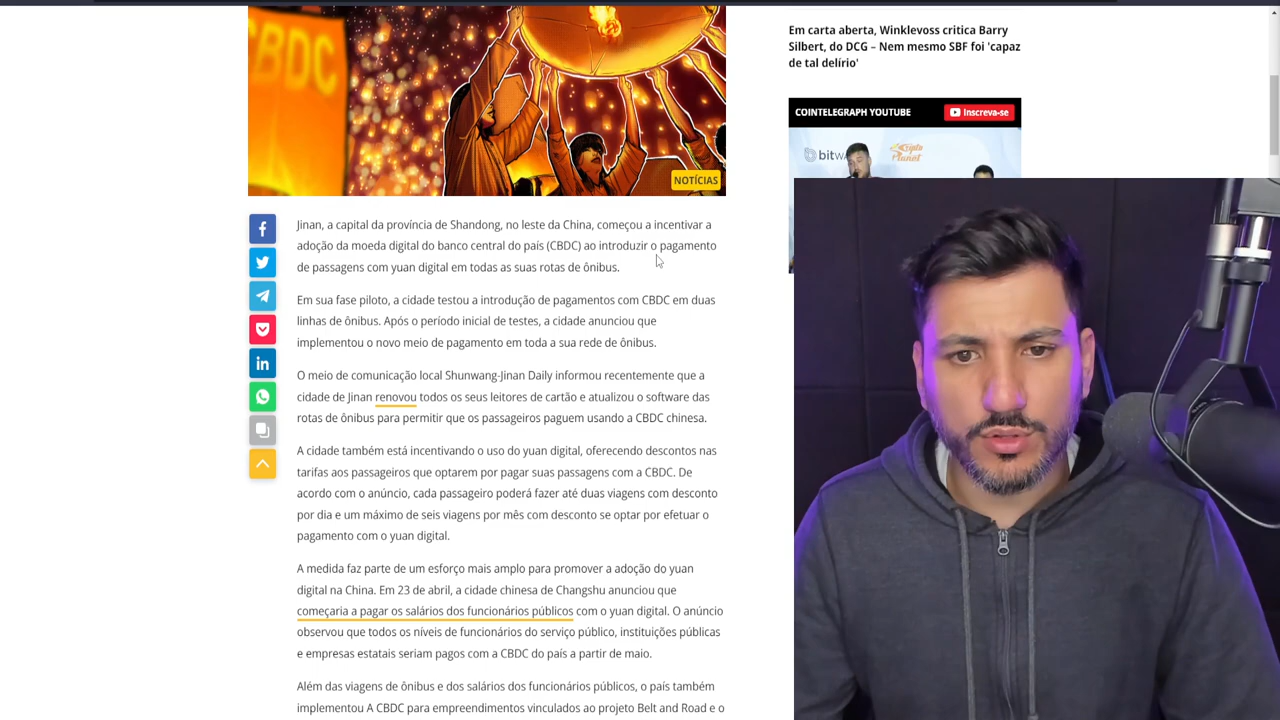 CBDC
NOTÍCIAS
Jinan, a capital da província de Shandong, no leste da China, começou a incentivar a
adoção da moeda digital do banco central do país (CBDC) ao introduzir o pagamento
de passagens com yuan digital em todas as suas rotas de ônibus.
Em sua fase piloto, a cidade testou a introdução de pagamentos com CBDC em duas
linhas de ônibus. Após o período inicial de testes, a cidade anunciou que
implementou o novo meio de pagamento em toda a sua rede de ônibus.
O meio de comunicação local Shunwang-Jinan Daily informou recentemente que a
cidade de Jinan renovou todos os seus leitores de cartão e atualizou o software das
rotas de ônibus para permitir que os passageiros paguem usando a CBDC chinesa.
A cidade também está incentivando o uso do yuan digital, oferecendo descontos nas
tarifas aos passageiros que optarem por pagar suas passagens com a CBDC. De
acordo com o anúncio, cada passageiro poderá fazer até duas viagens com desconto
por dia e um máximo de seis viagens por mês com desconto se optar por efetuar o
pagamento com o yuan digital.
A medida faz parte de um esforço mais amplo para promover a adoção do yuan
digital na China. Em 23 de abril, a cidade chinesa de Changshu anunciou que
começaria a pagar os salários dos funcionários públicos com o yuan digital. O anúncio
observou que todos os níveis de funcionários do serviço público, instituições públicas
e empresas estatais seriam pagos com a CBDC do país a partir de maio.
Além das viagens de ônibus e dos salários dos funcionários públicos, o país também
implementou A CBDC para empreendimentos vinculados ao projeto Belt and Road e o
Em carta aberta, Winklevoss critica Barry
Silbert, do DCG – Nem mesmo SBF foi 'capaz
de tal delírio'
COINTELEGRAPH YOUTUBE
Inscreva-se
Cripto
Planet